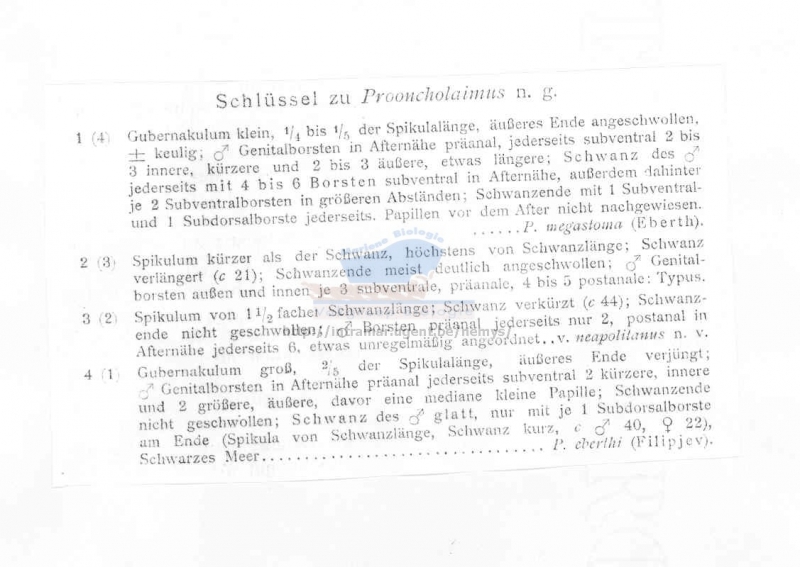 Schlüssel zu Prooncholaimus n. g.
1 (4) Gubernakulum klein, 1/4 bis 1/5 der Spikulalänge, äußeres Ende angeschwollen,
± keulig; ♂ Genitalborsten in Afternähe präanal, jederseits subventral 2 bis
3 innere, kürzere und 2 bis 3 äußere, etwas längere; Schwanz des ♂
jederseits mit 4 bis 6 Borsten subventral in Afternähe, außerdem dahinter
je 2 Subventralborsten in größeren Abständen; Schwanzende mit 1 Subventral-
und 1 Subdorsalborste jederseits. Papillen vor dem After nicht nachgewiesen.
......P. megastoma (Eberth).
2 (3) Spikulum kürzer als der Schwanz, höchstens von Schwanzlänge; Schwanz
verlängert (c 21); Schwanzende meist deutlich angeschwollen; ♂ Genital-
borsten außen und innen je 3 subventrale, präanale, 4 bis 5 postanale: Typus.
3 (2) Spikulum von 1 1/2 facher Schwanzlänge; Schwanz verkürzt (c 44); Schwanz-
ende nicht geschwollen; ♂ Borsten präanal jederseits nur 2, postanal in
Afternähe jederseits 6, etwas unregelmäßig angeordnet..v. neapolitanus n. v.
4 (1) Gubernakulum groß, 2/5 der Spikulalänge, äußeres Ende verjüngt;
♂ Genitalborsten in Afternähe präanal jederseits subventral 2 kürzere, innere
und 2 größere, äußere, davor eine mediane kleine Papille; Schwanzende
nicht geschwollen; Schwanz des ♂ glatt, nur mit je 1 Subdorsalborste
am Ende (Spikula von Schwanzlänge, Schwanz kurz, c ♂ 40, ♀ 22),
Schwarzes Meer.................................. P. eberthi (Filipjev).